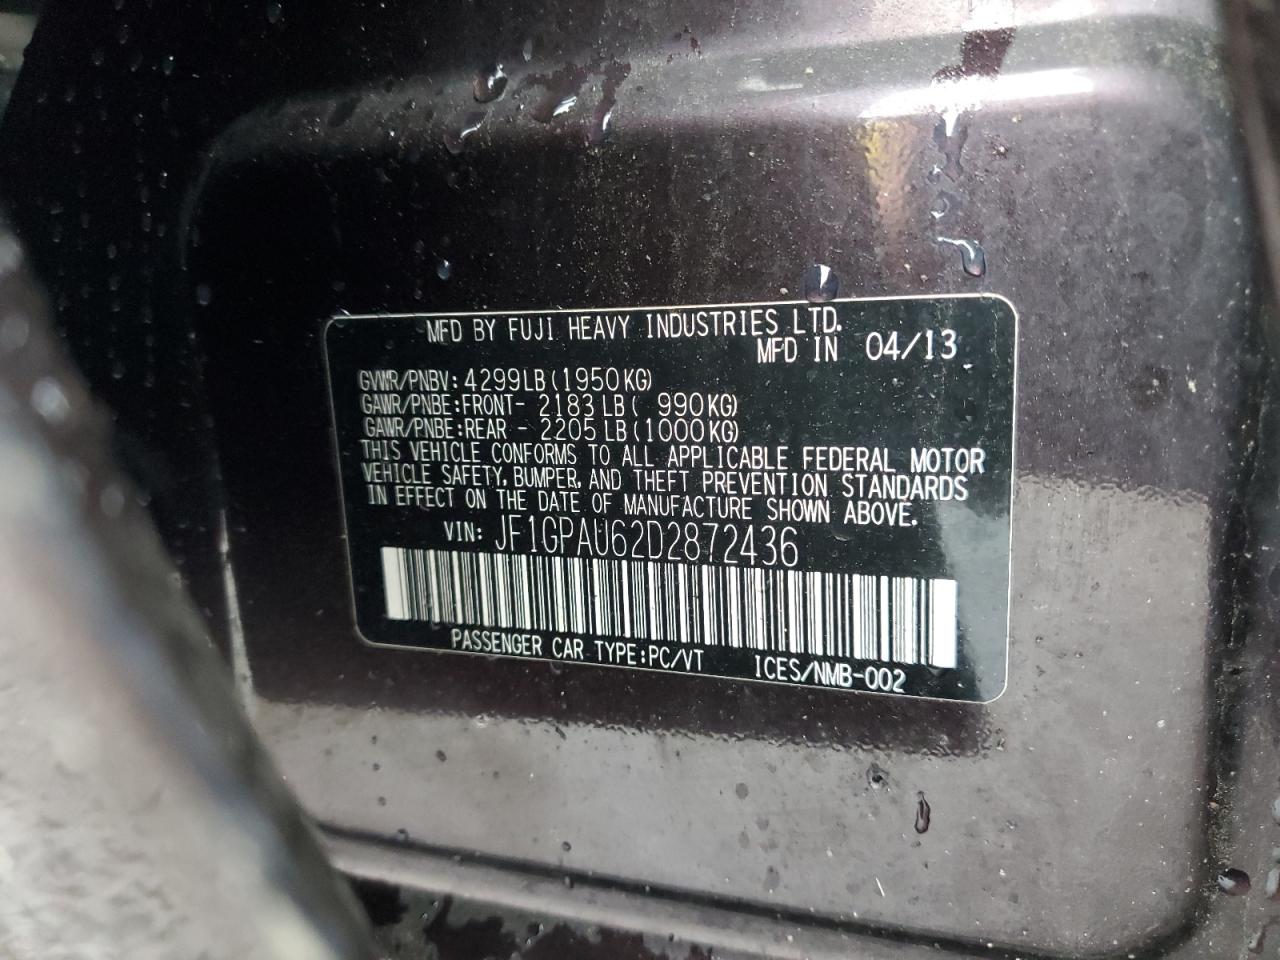 MFD BY FUJI HEAVY INDUSTRIES LTD.
MFD IN 04/13
GVWR/PNBV: 4299LB (1950KG)
GAWR/PNBE: FRONT- 2183 LB ( 990KG)
GAWR/PNBE: REAR - 2205 LB (1000KG)
THIS VEHICLE CONFORMS TO ALL APPLICABLE FEDERAL MOTOR
VEHICLE SAFETY, BUMPER, AND THEFT PREVENTION STANDARDS
IN EFFECT ON THE DATE OF MANUFACTURE SHOWN ABOVE.
VIN: JF1GPAU62D2872436
PASSENGER CAR TYPE:PC/VT ICES/NMB-002